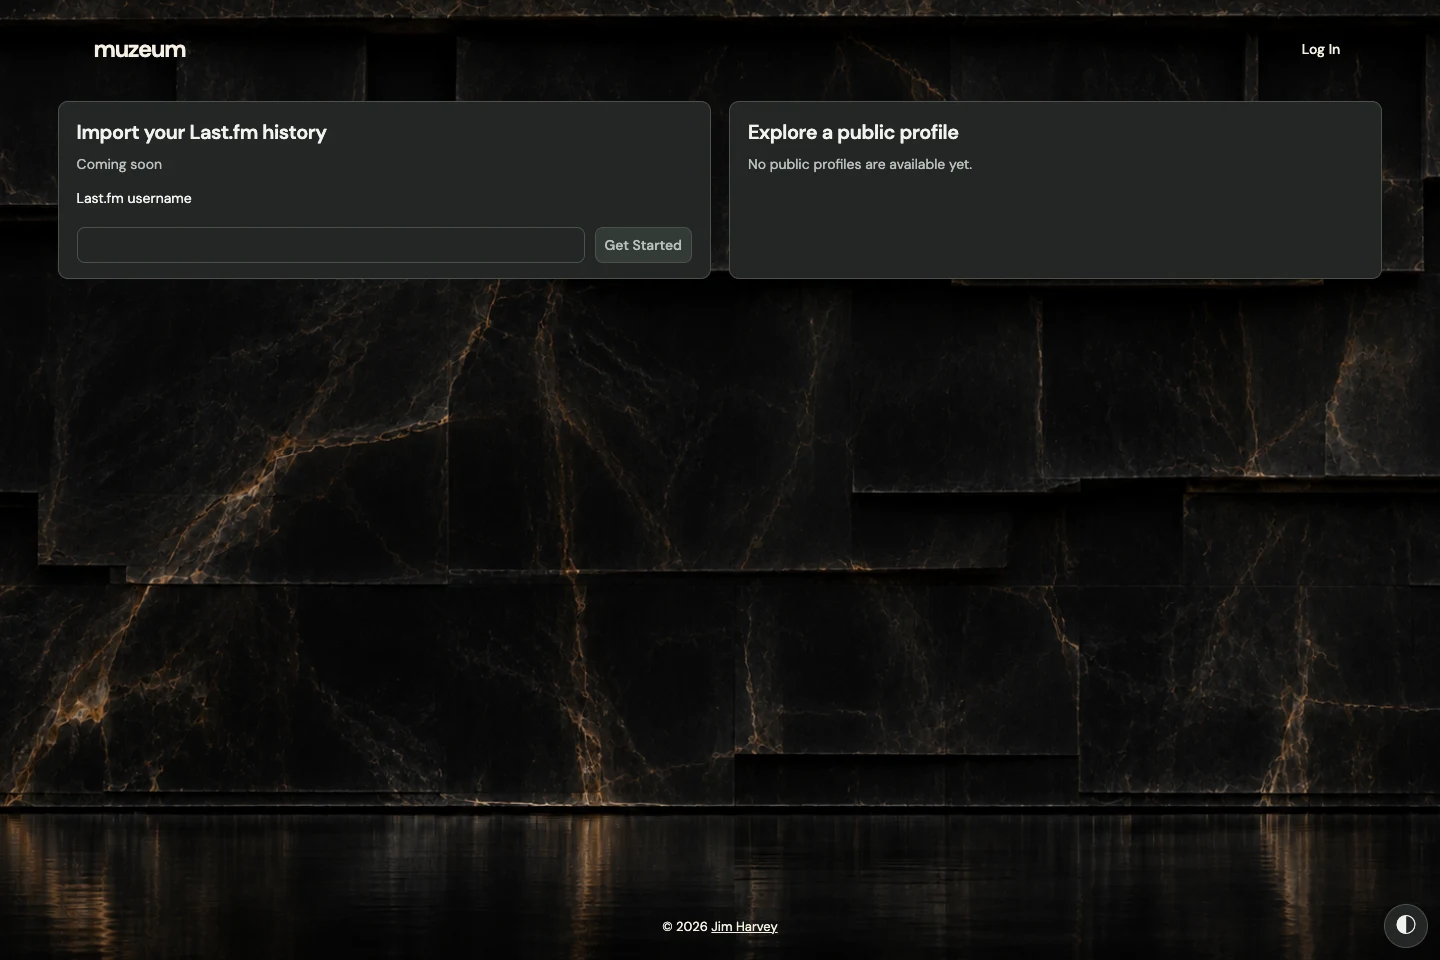 muzeum
Log In
Import your Last.fm history
Coming soon
Last.fm username
Get Started
Explore a public profile
No public profiles are available yet.
© 2026 Jim Harvey